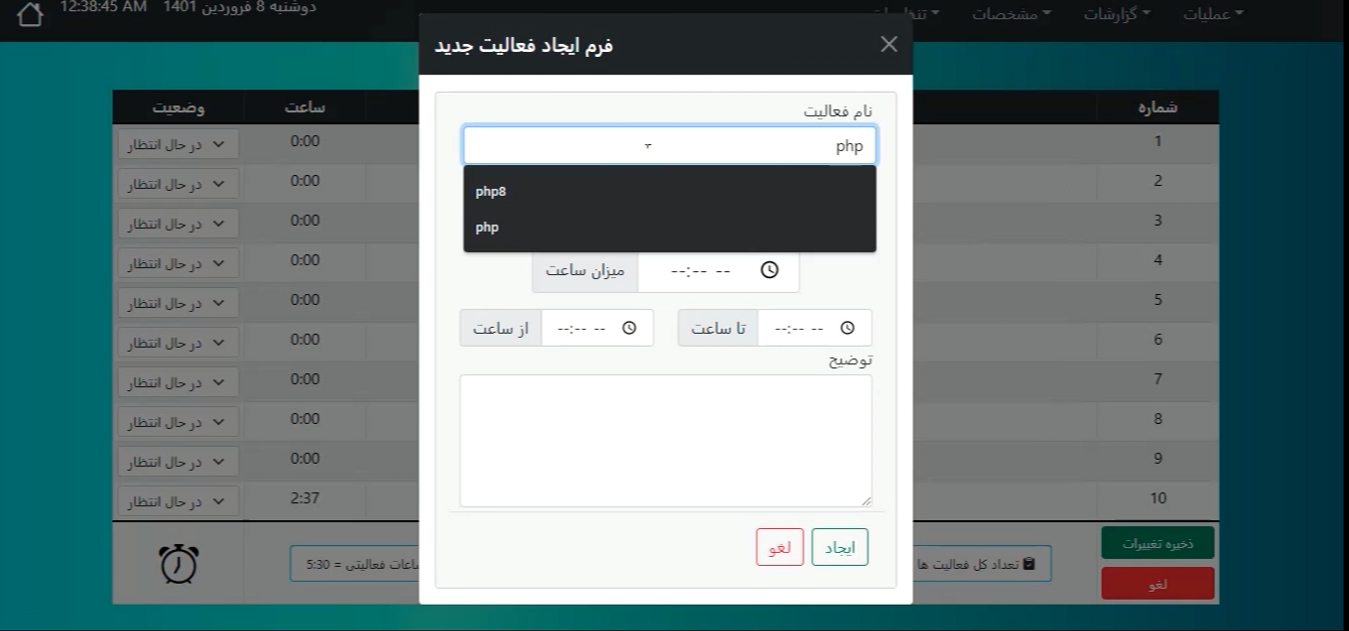 عملیات گزارشات مشخصات دوشنبه 8 فروردین 1401 12:38:45 AM
فرم ایجاد فعالیت جدید
شماره ساعت وضعیت
نام فعالیت
php
php8
php
1 0:00 در حال انتظار
2 0:00 در حال انتظار
3 0:00 در حال انتظار
4 0:00 در حال انتظار
5 0:00 در حال انتظار
6 0:00 در حال انتظار
7 0:00 در حال انتظار
8 0:00 در حال انتظار
9 0:00 در حال انتظار
10 2:37 در حال انتظار
میزان ساعت --:-- --
تا ساعت --:-- --
از ساعت --:-- --
توضیح
ایجاد لغو
ذخیره تغییرات
لغو
تعداد کل فعالیت ها
فعالیتی = 5:30